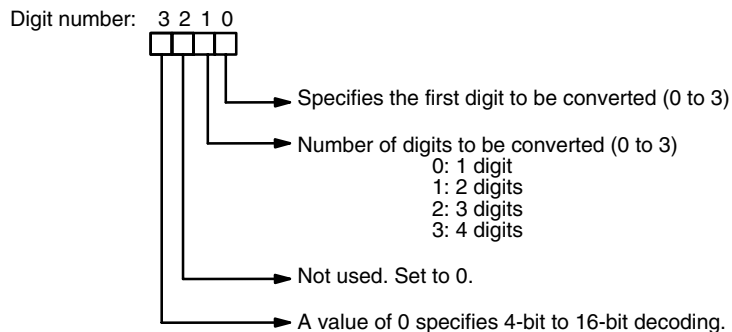 Digit number: 3 2 1 0
Specifies the first digit to be converted (0 to 3)
Number of digits to be converted (0 to 3)
0: 1 digit
1: 2 digits
2: 3 digits
3: 4 digits
Not used. Set to 0.
A value of 0 specifies 4-bit to 16-bit decoding.